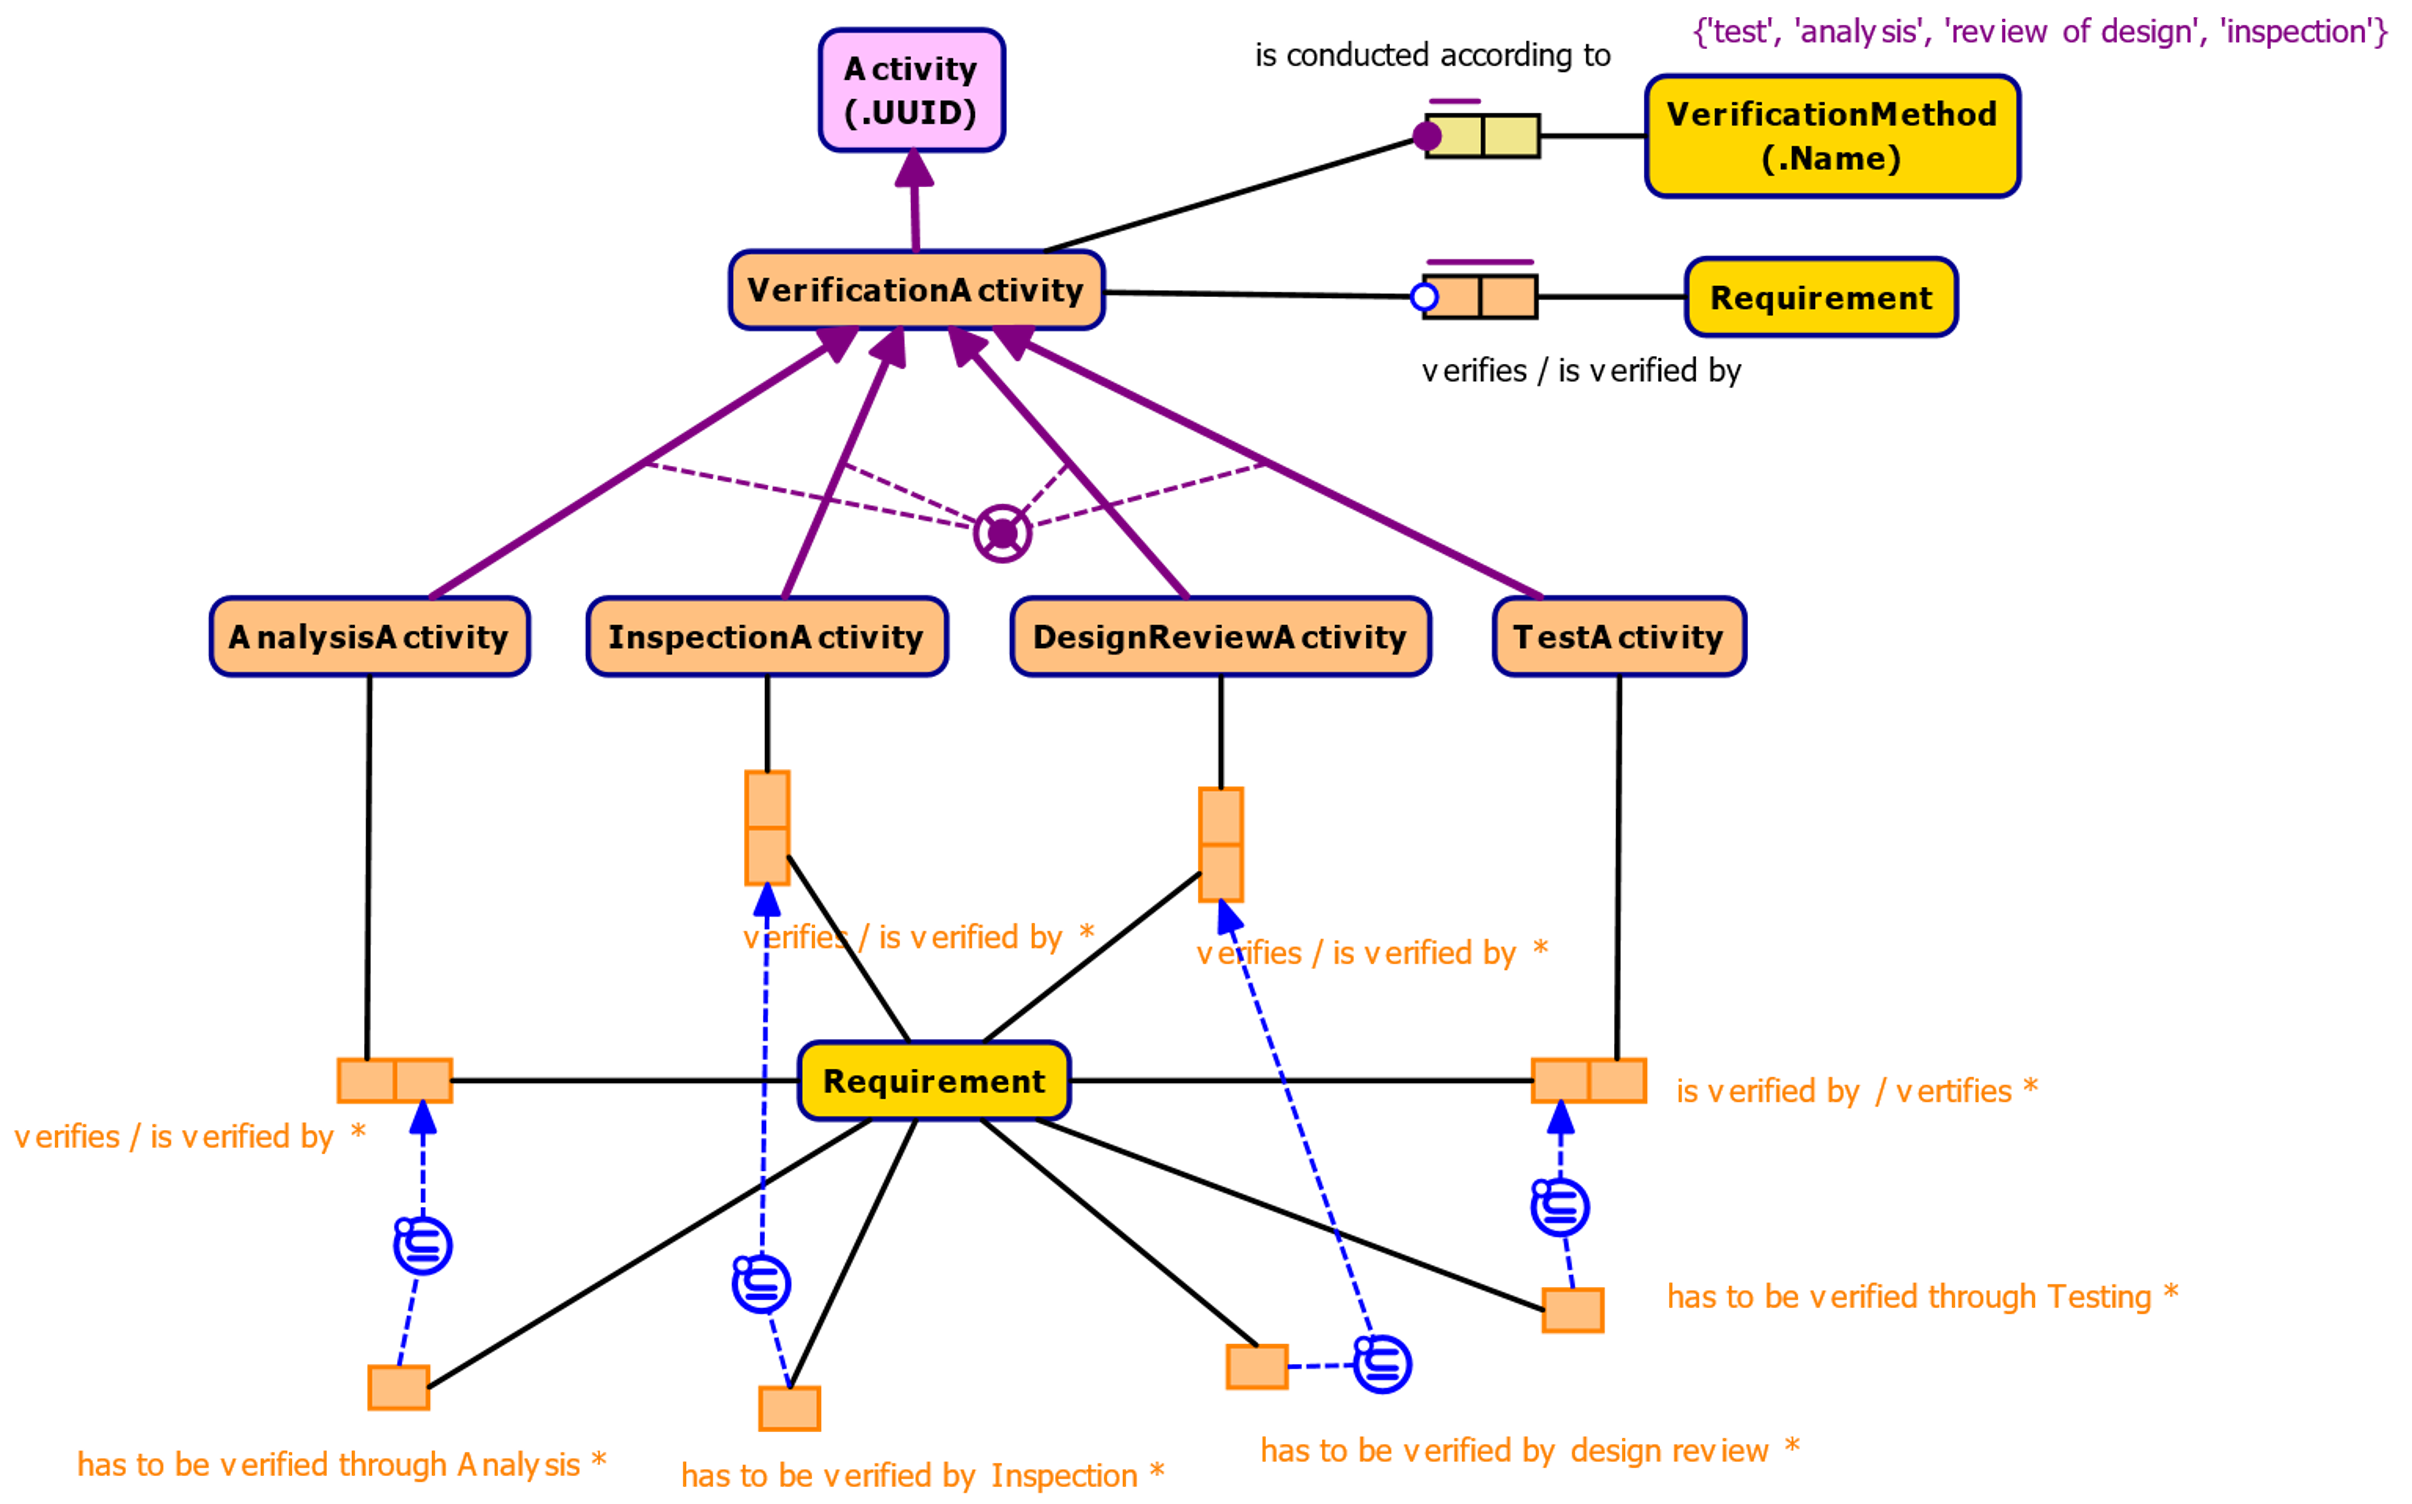 {'test', 'analysis', 'review of design', 'inspection'}
is conducted according to
Activity
(.UUID)
VerificationMethod
(.Name)
VerificationActivity
Requirement
verifies / is verified by
AnalysisActivity
InspectionActivity
DesignReviewActivity
TestActivity
verifies / is verified by *
verifies / is verified by *
Requirement
is verified by / vertifies *
verifies / is verified by *
has to be verified through Testing *
has to be verified by design review *
has to be verified through Analysis *
has to be verified by Inspection *